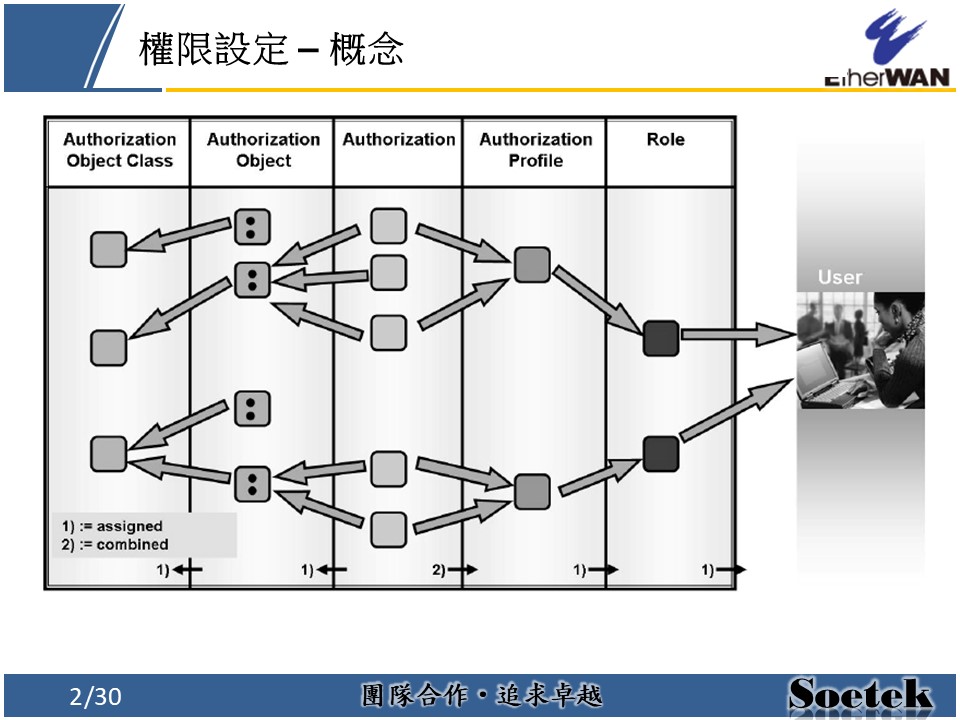 權限設定 – 概念
EtherWAN
Authorization Object Class
Authorization Object
Authorization
Authorization Profile
Role
User
1) := assigned
2) := combined
1)
1)
2)
1)
1)
2/30
團隊合作・追求卓越
Soetek